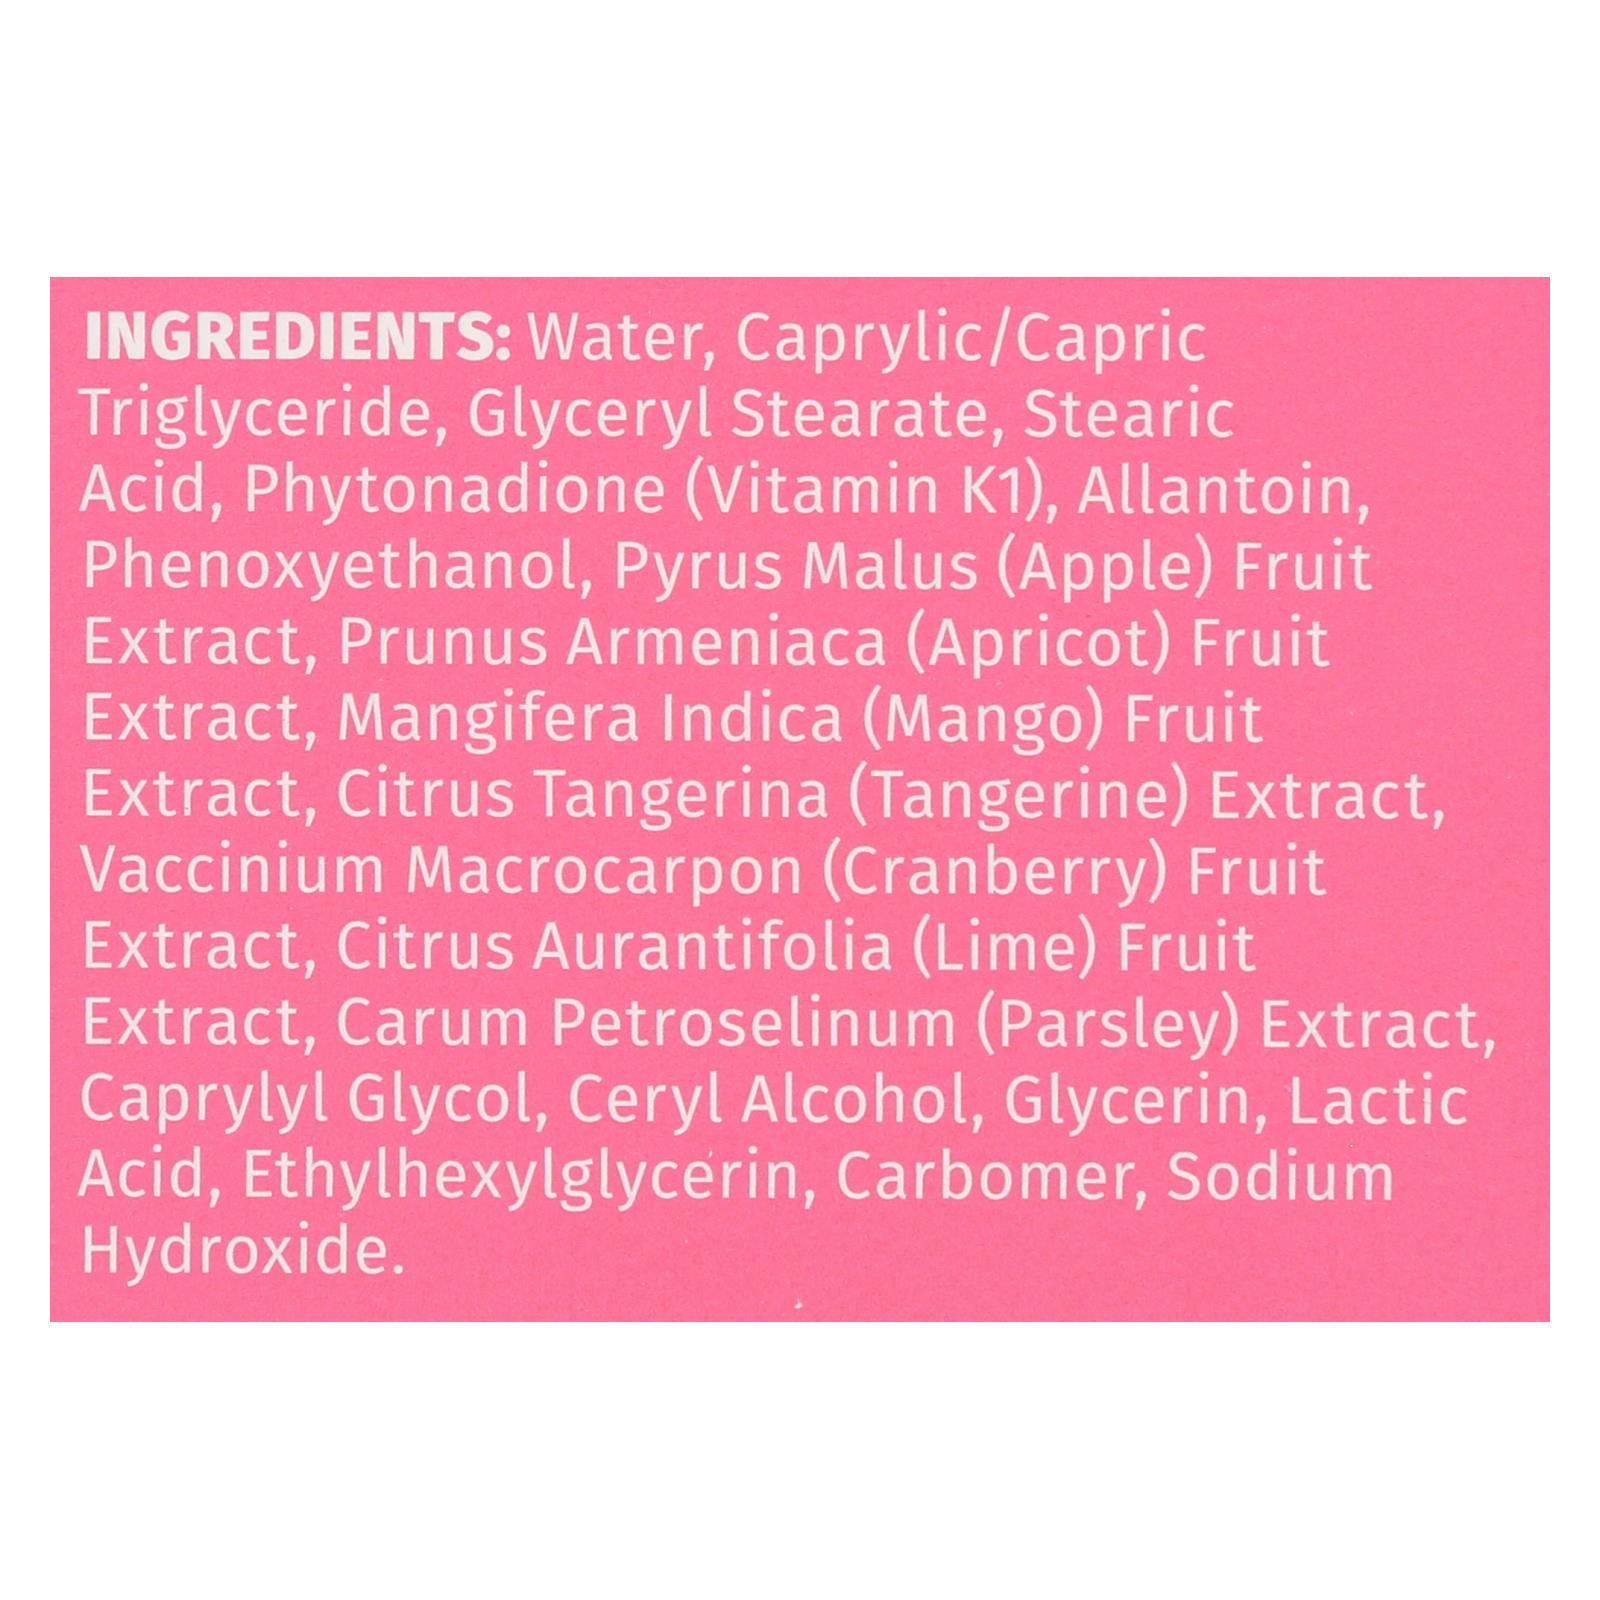 INGREDIENTS: Water, Caprylic/Capric
Triglyceride, Glyceryl Stearate, Stearic
Acid, Phytonadione (Vitamin K1), Allantoin,
Phenoxyethanol, Pyrus Malus (Apple) Fruit
Extract, Prunus Armeniaca (Apricot) Fruit
Extract, Mangifera Indica (Mango) Fruit
Extract, Citrus Tangerina (Tangerine) Extract,
Vaccinium Macrocarpon (Cranberry) Fruit
Extract, Citrus Aurantifolia (Lime) Fruit
Extract, Carum Petroselinum (Parsley) Extract,
Caprylyl Glycol, Ceryl Alcohol, Glycerin, Lactic
Acid, Ethylhexylglycerin, Carbomer, Sodium
Hydroxide.